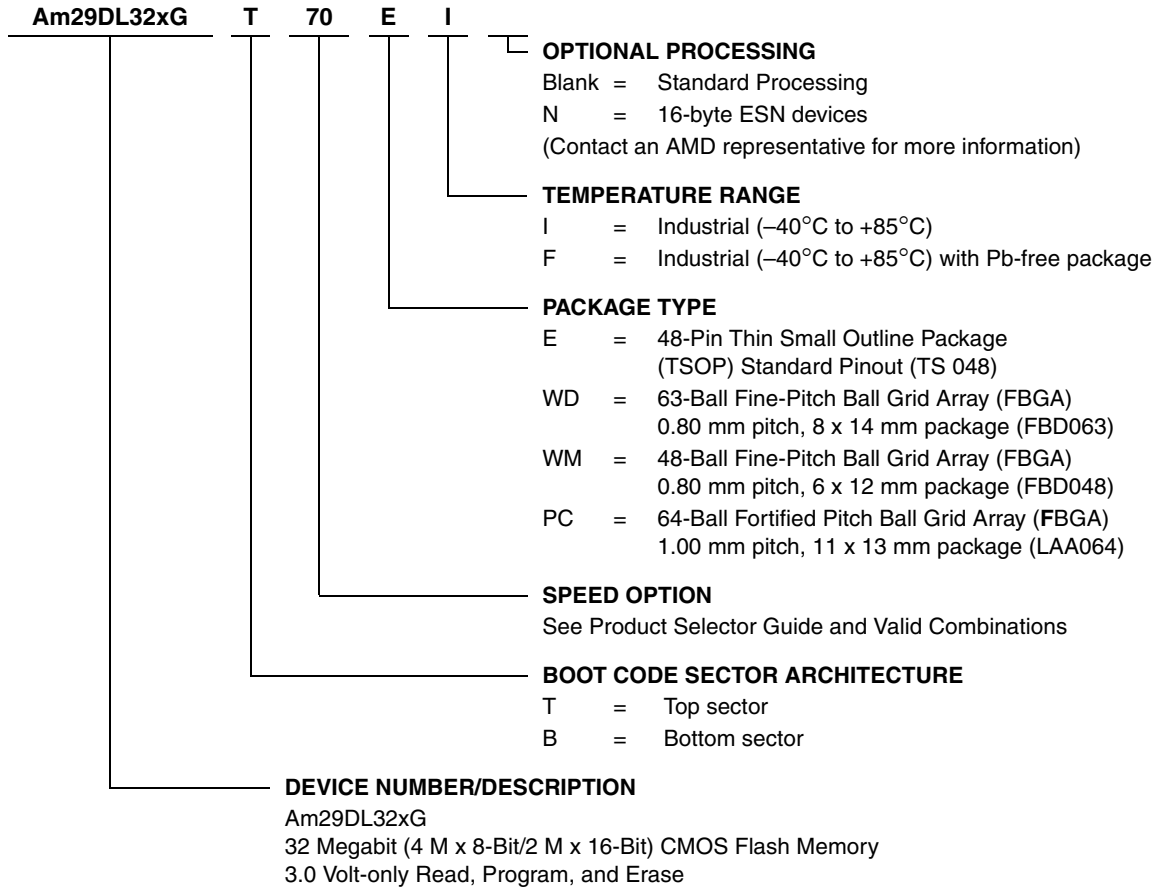 Am29DL32xG T 70 E I
OPTIONAL PROCESSING
Blank = Standard Processing
N = 16-byte ESN devices
(Contact an AMD representative for more information)
TEMPERATURE RANGE
I = Industrial (–40°C to +85°C)
F = Industrial (–40°C to +85°C) with Pb-free package
PACKAGE TYPE
E = 48-Pin Thin Small Outline Package
(TSOP) Standard Pinout (TS 048)
WD = 63-Ball Fine-Pitch Ball Grid Array (FBGA)
0.80 mm pitch, 8 x 14 mm package (FBD063)
WM = 48-Ball Fine-Pitch Ball Grid Array (FBGA)
0.80 mm pitch, 6 x 12 mm package (FBD048)
PC = 64-Ball Fortified Pitch Ball Grid Array (FBGA)
1.00 mm pitch, 11 x 13 mm package (LAA064)
SPEED OPTION
See Product Selector Guide and Valid Combinations
BOOT CODE SECTOR ARCHITECTURE
T = Top sector
B = Bottom sector
DEVICE NUMBER/DESCRIPTION
Am29DL32xG
32 Megabit (4 M x 8-Bit/2 M x 16-Bit) CMOS Flash Memory
3.0 Volt-only Read, Program, and Erase